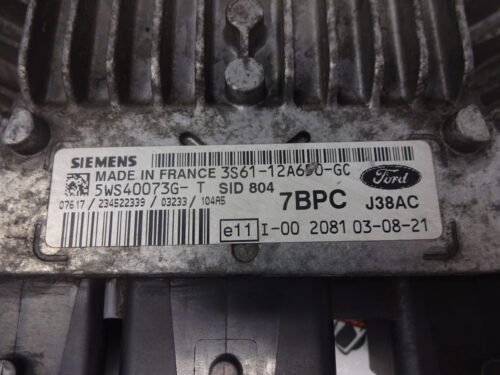 SIEMENS
MADE IN FRANCE 3S61-12A650-GC
5WS40073G- T SID 804
07617 / 234522339 / 03233 / 104A5
7BPC
Ford
J38AC
e11 I-00 2081 03-08-21